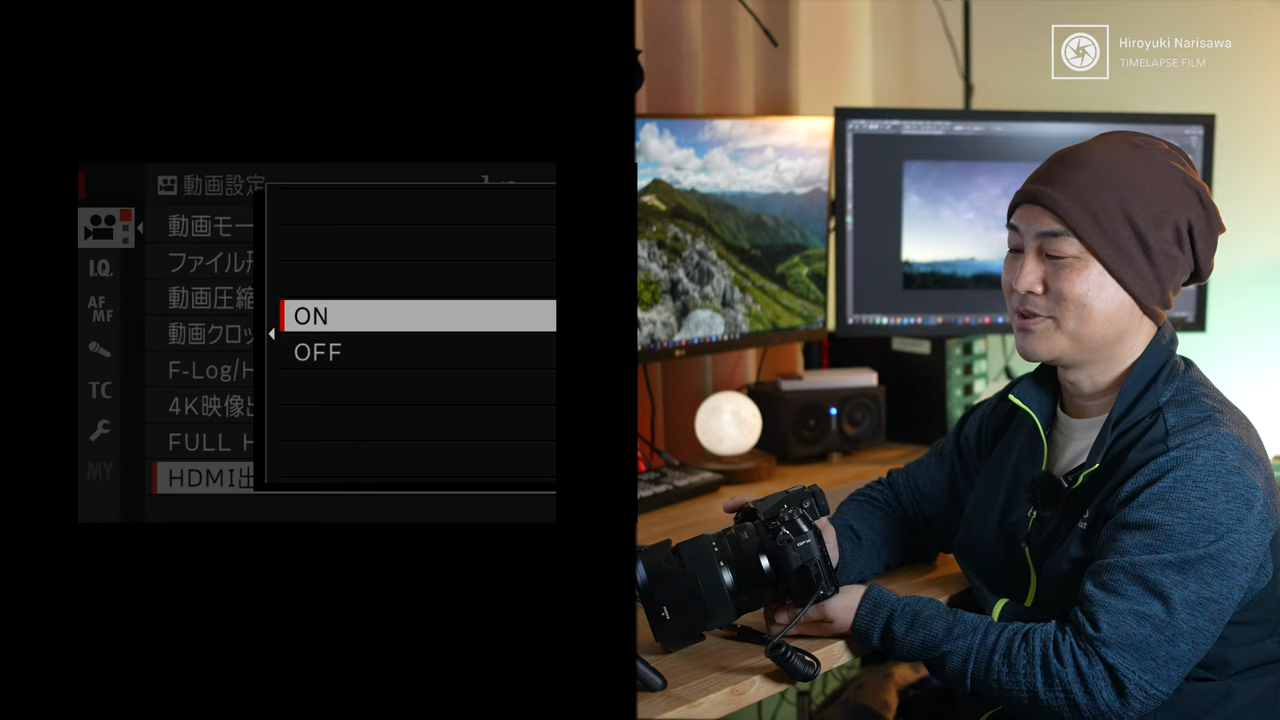 Hiroyuki Narisawa
TIMELAPSE FILM
動画設定
動画モー
I.Q.
ファイル
AF
MF
動画圧縮
ON
動画クロッ
OFF
F-Log/H
TC
4K映像
FULL H
MY
HDMI出
GFX